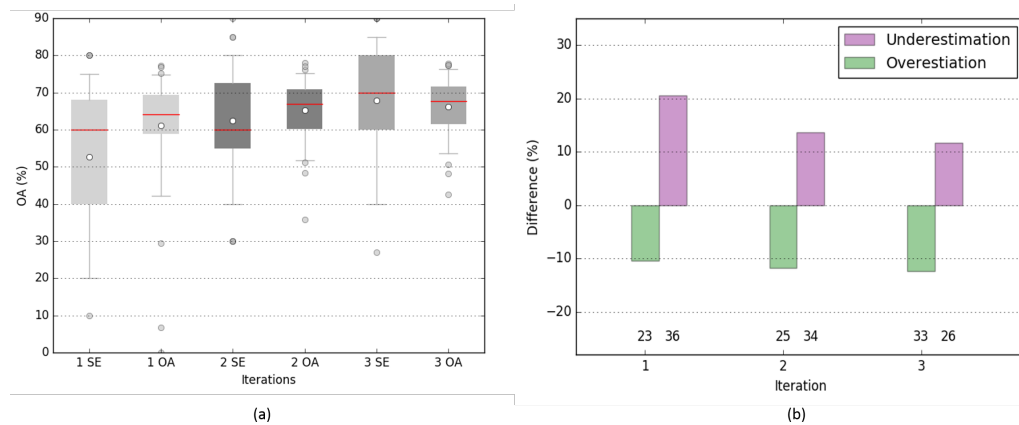 90
80
70
60
50
40
30
20
10
0
OA (%)
1 SE 1 OA 2 SE 2 OA 3 SE 3 OA
Iterations
(a)
Underestimation
Overestiation
30
20
10
0
−10
−20
Difference (%)
23 36 25 34 33 26
1 2 3
Iteration
(b)